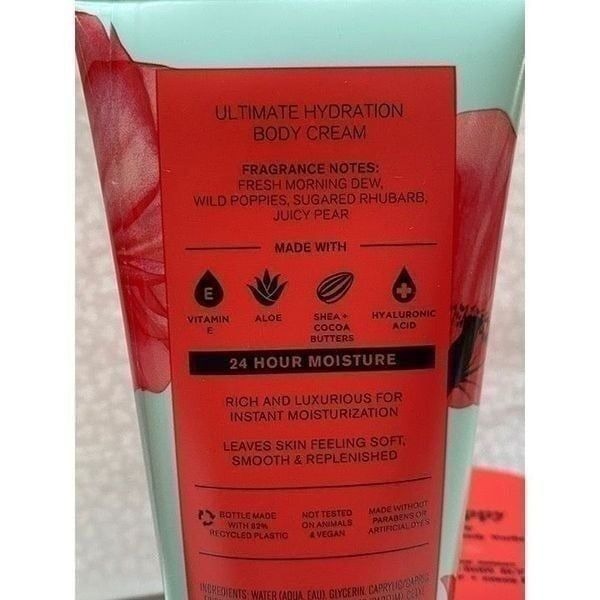 ULTIMATE HYDRATION
BODY CREAM
FRAGRANCE NOTES:
FRESH MORNING DEW,
WILD POPPIES, SUGARED RHUBARB,
JUICY PEAR
MADE WITH
E
VITAMIN
E
ALOE
SHEA +
COCOA
BUTTERS
HYALURONIC
ACID
24 HOUR MOISTURE
RICH AND LUXURIOUS FOR
INSTANT MOISTURIZATION
LEAVES SKIN FEELING SOFT,
SMOOTH & REPLENISHED
BOTTLE MADE
WITH 82%
RECYCLED PLASTIC
NOT TESTED
ON ANIMALS
& VEGAN
MADE WITHOUT
PARABENS OR
ARTIFICIAL DYES
INGREDIENTS: WATER (AQUA, EAU), GLYCERIN,